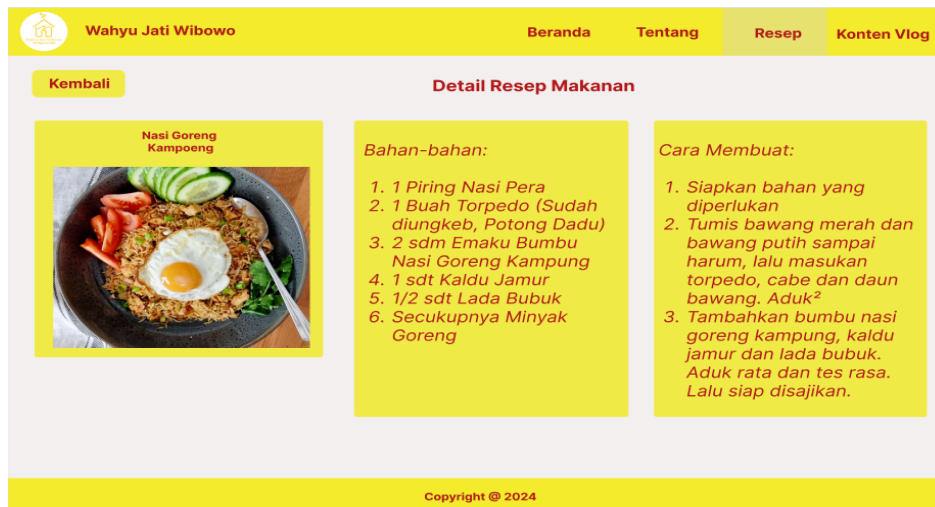 Wahyu Jati Wibowo
Beranda
Tentang
Resep
Konten Vlog
Kembali
Detail Resep Makanan
Nasi Goreng
Kampoeng
Bahan-bahan:
1. 1 Piring Nasi Pera
2. 1 Buah Torpedo (Sudah
diungkeb, Potong Dadu)
3. 2 sdm Emaku Bumbu
Nasi Goreng Kampung
4. 1 sdt Kaldu Jamur
5. 1/2 sdt Lada Bubuk
6. Secukupnya Minyak
Goreng
Cara Membuat:
1. Siapkan bahan yang
diperlukan
2. Tumis bawang merah dan
bawang putih sampai
harum, lalu masukan
torpedo, cabe dan daun
bawang. Aduk²
3. Tambahkan bumbu nasi
goreng kampung, kaldu
jamur dan lada bubuk.
Aduk rata dan tes rasa.
Lalu siap disajikan.
Copyright @ 2024